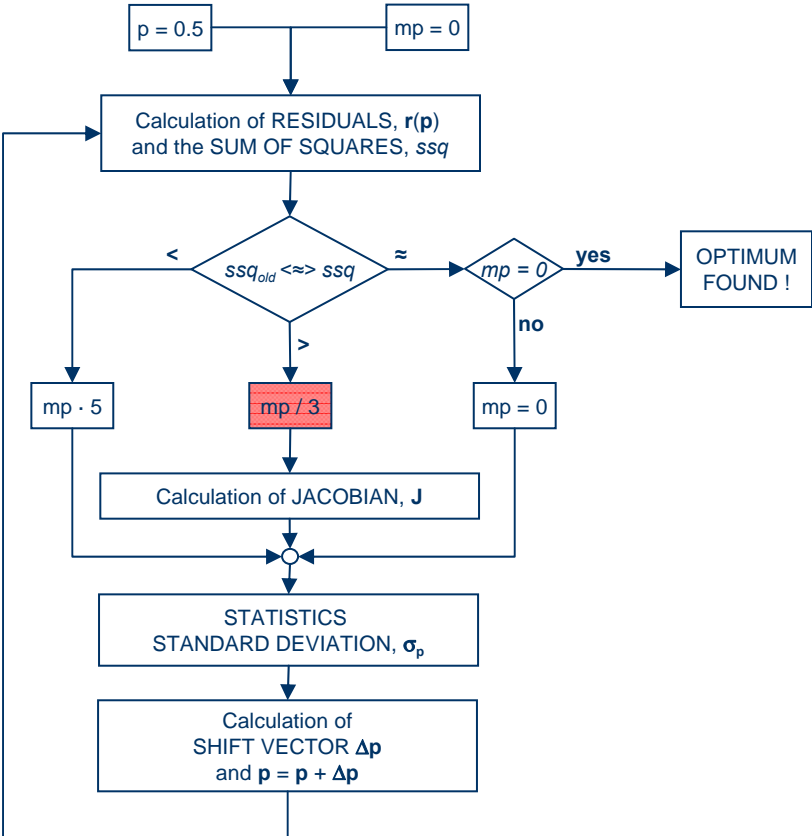 p = 0.5
mp = 0
Calculation of RESIDUALS, r(p)
and the SUM OF SQUARES, ssq
<
ssq_old <≈> ssq
≈
mp = 0
yes
OPTIMUM
FOUND !
no
>
mp · 5
mp / 3
mp = 0
Calculation of JACOBIAN, J
STATISTICS
STANDARD DEVIATION, σ_p
Calculation of
SHIFT VECTOR Δp
and p = p + Δp